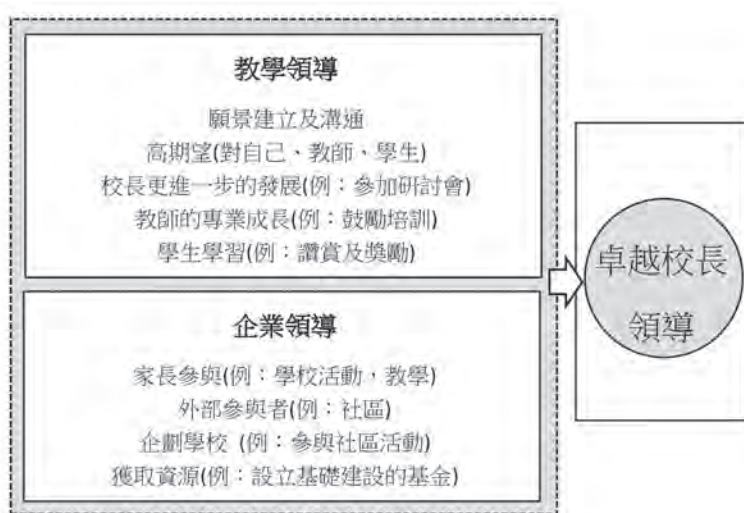 教學領導
願景建立及溝通
高期望(對自己、教師、學生)
校長更進一步的發展(例：參加研討會)
教師的專業成長(例：鼓勵培訓)
學生學習(例：讚賞及獎勵)
企業領導
家長參與(例：學校活動，教學)
外部參與者(例：社區)
企劃學校 (例：參與社區活動)
獲取資源(例：設立基礎建設的基金)
卓越校長
領導